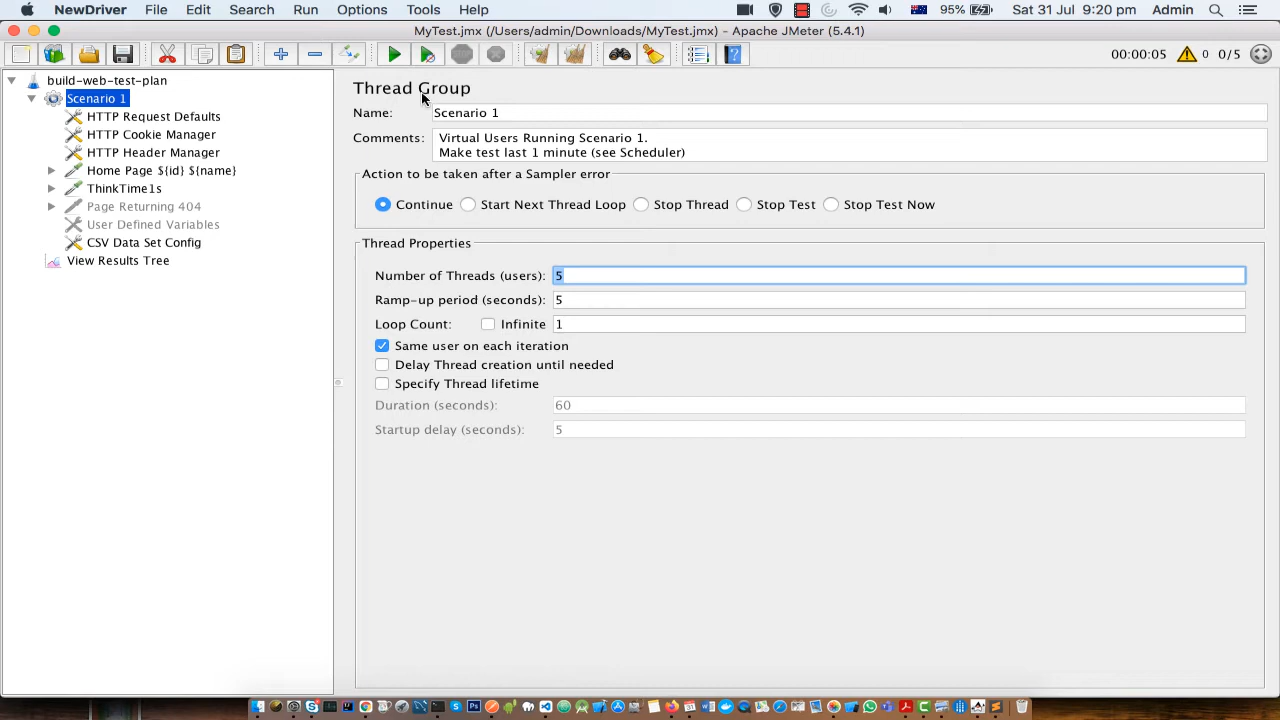 NewDriver File Edit Search Run Options Tools Help 95% Sat 31 Jul 9:20 pm Admin
MyTest.jmx (/Users/admin/Downloads/MyTest.jmx) - Apache JMeter (5.4.1)
00:00:05 0 0/5
build-web-test-plan
Scenario 1
HTTP Request Defaults
HTTP Cookie Manager
HTTP Header Manager
Home Page ${id} ${name}
ThinkTime1s
Page Returning 404
User Defined Variables
CSV Data Set Config
View Results Tree
Thread Group
Name: Scenario 1
Comments: Virtual Users Running Scenario 1.
Make test last 1 minute (see Scheduler)
Action to be taken after a Sampler error
Continue Start Next Thread Loop Stop Thread Stop Test Stop Test Now
Thread Properties
Number of Threads (users): 5
Ramp-up period (seconds): 5
Loop Count: Infinite 1
Same user on each iteration
Delay Thread creation until needed
Specify Thread lifetime
Duration (seconds): 60
Startup delay (seconds): 5